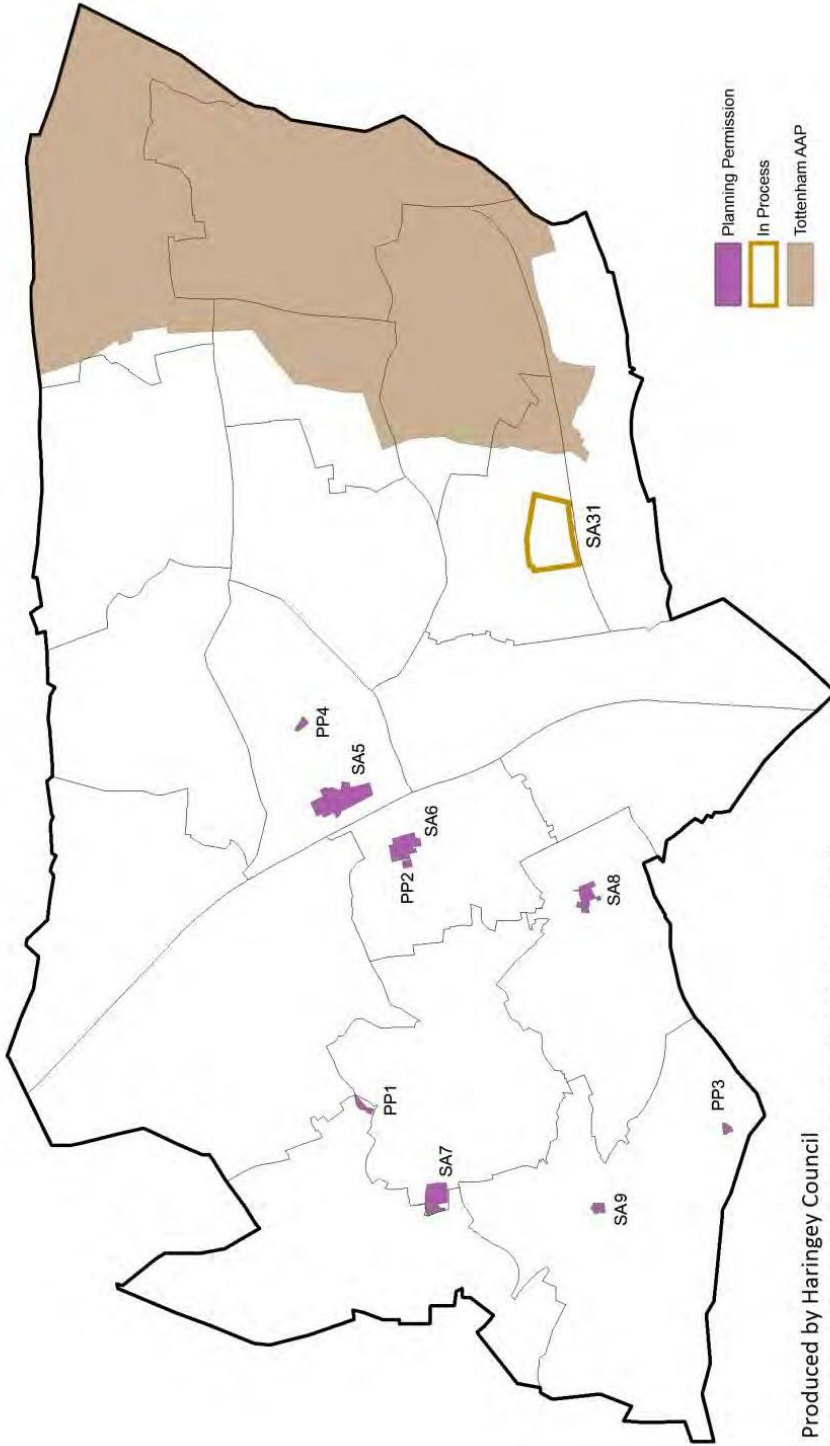 PP4
SA5
SA6
PP2
SA8
SA31
PP1
SA7
SA9
PP3
Planning Permission
In Process
Tottenham AAP
Produced by Haringey Council